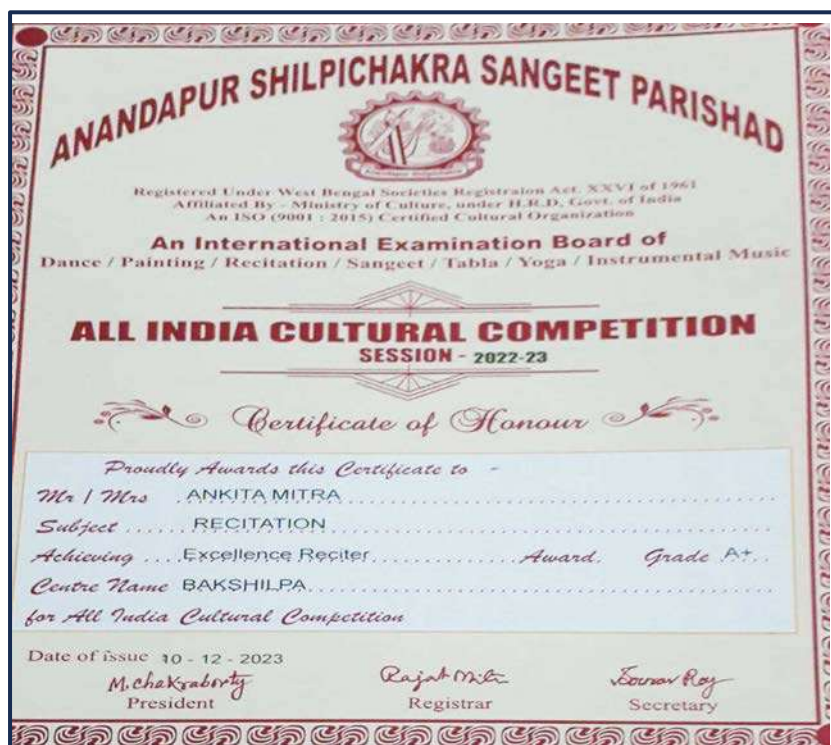 ANANDAPUR SHILPICHAKRA SANGEET PARISHAD
Registered Under West Bengal Societies Registraion Act. XXVI of 1961
Affiliated By - Ministry of Culture, under H.R.D, Govt. of India
An ISO (9001 : 2015) Certified Cultural Organization
An International Examination Board of
Dance / Painting / Recitation / Sangeet / Tabla / Yoga / Instrumental Music
ALL INDIA CULTURAL COMPETITION
SESSION - 2022-23
Certificate of Honour
Proudly Awards this Certificate to -
Mr / Mrs ANKITA MITRA
Subject ...... RECITATION
Achieving .... Excellence Reciter ............... Award. Grade A+..
Centre Name BAKSHILPA
for All India Cultural Competition
Date of issue 10 - 12 - 2023
M. Chakraborty Rajat Mitr Sourav Roy
President Registrar Secretary